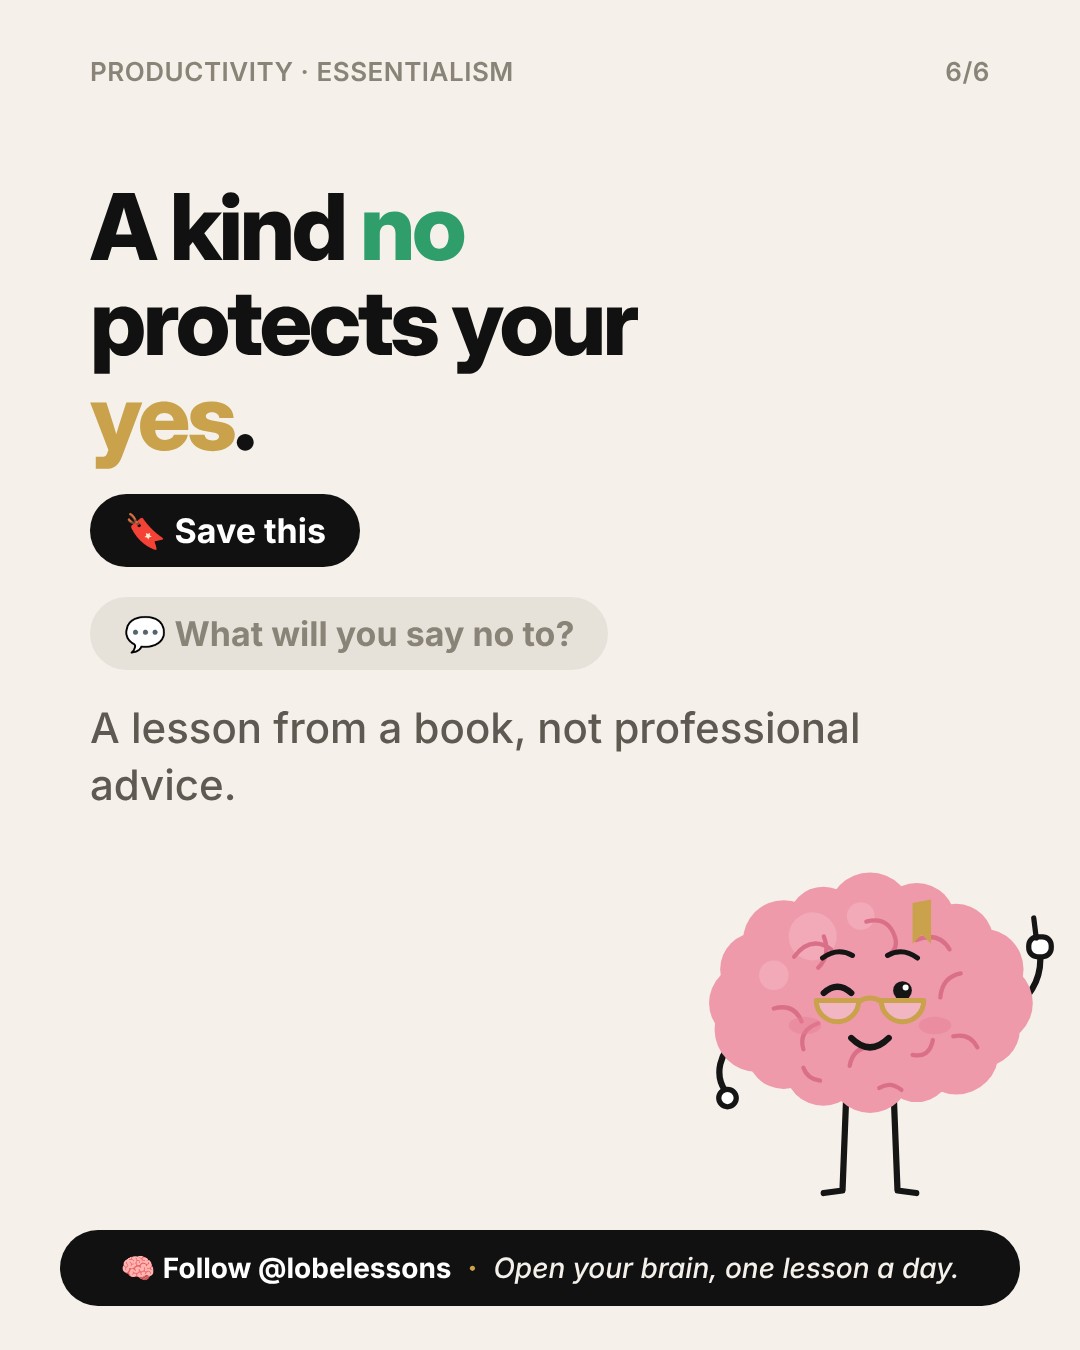 PRODUCTIVITY · ESSENTIALISM
6/6
A kind no
protects your
yes.
🔖 Save this
💬 What will you say no to?
A lesson from a book, not professional
advice.
🧠 Follow @lobelessons · Open your brain, one lesson a day.